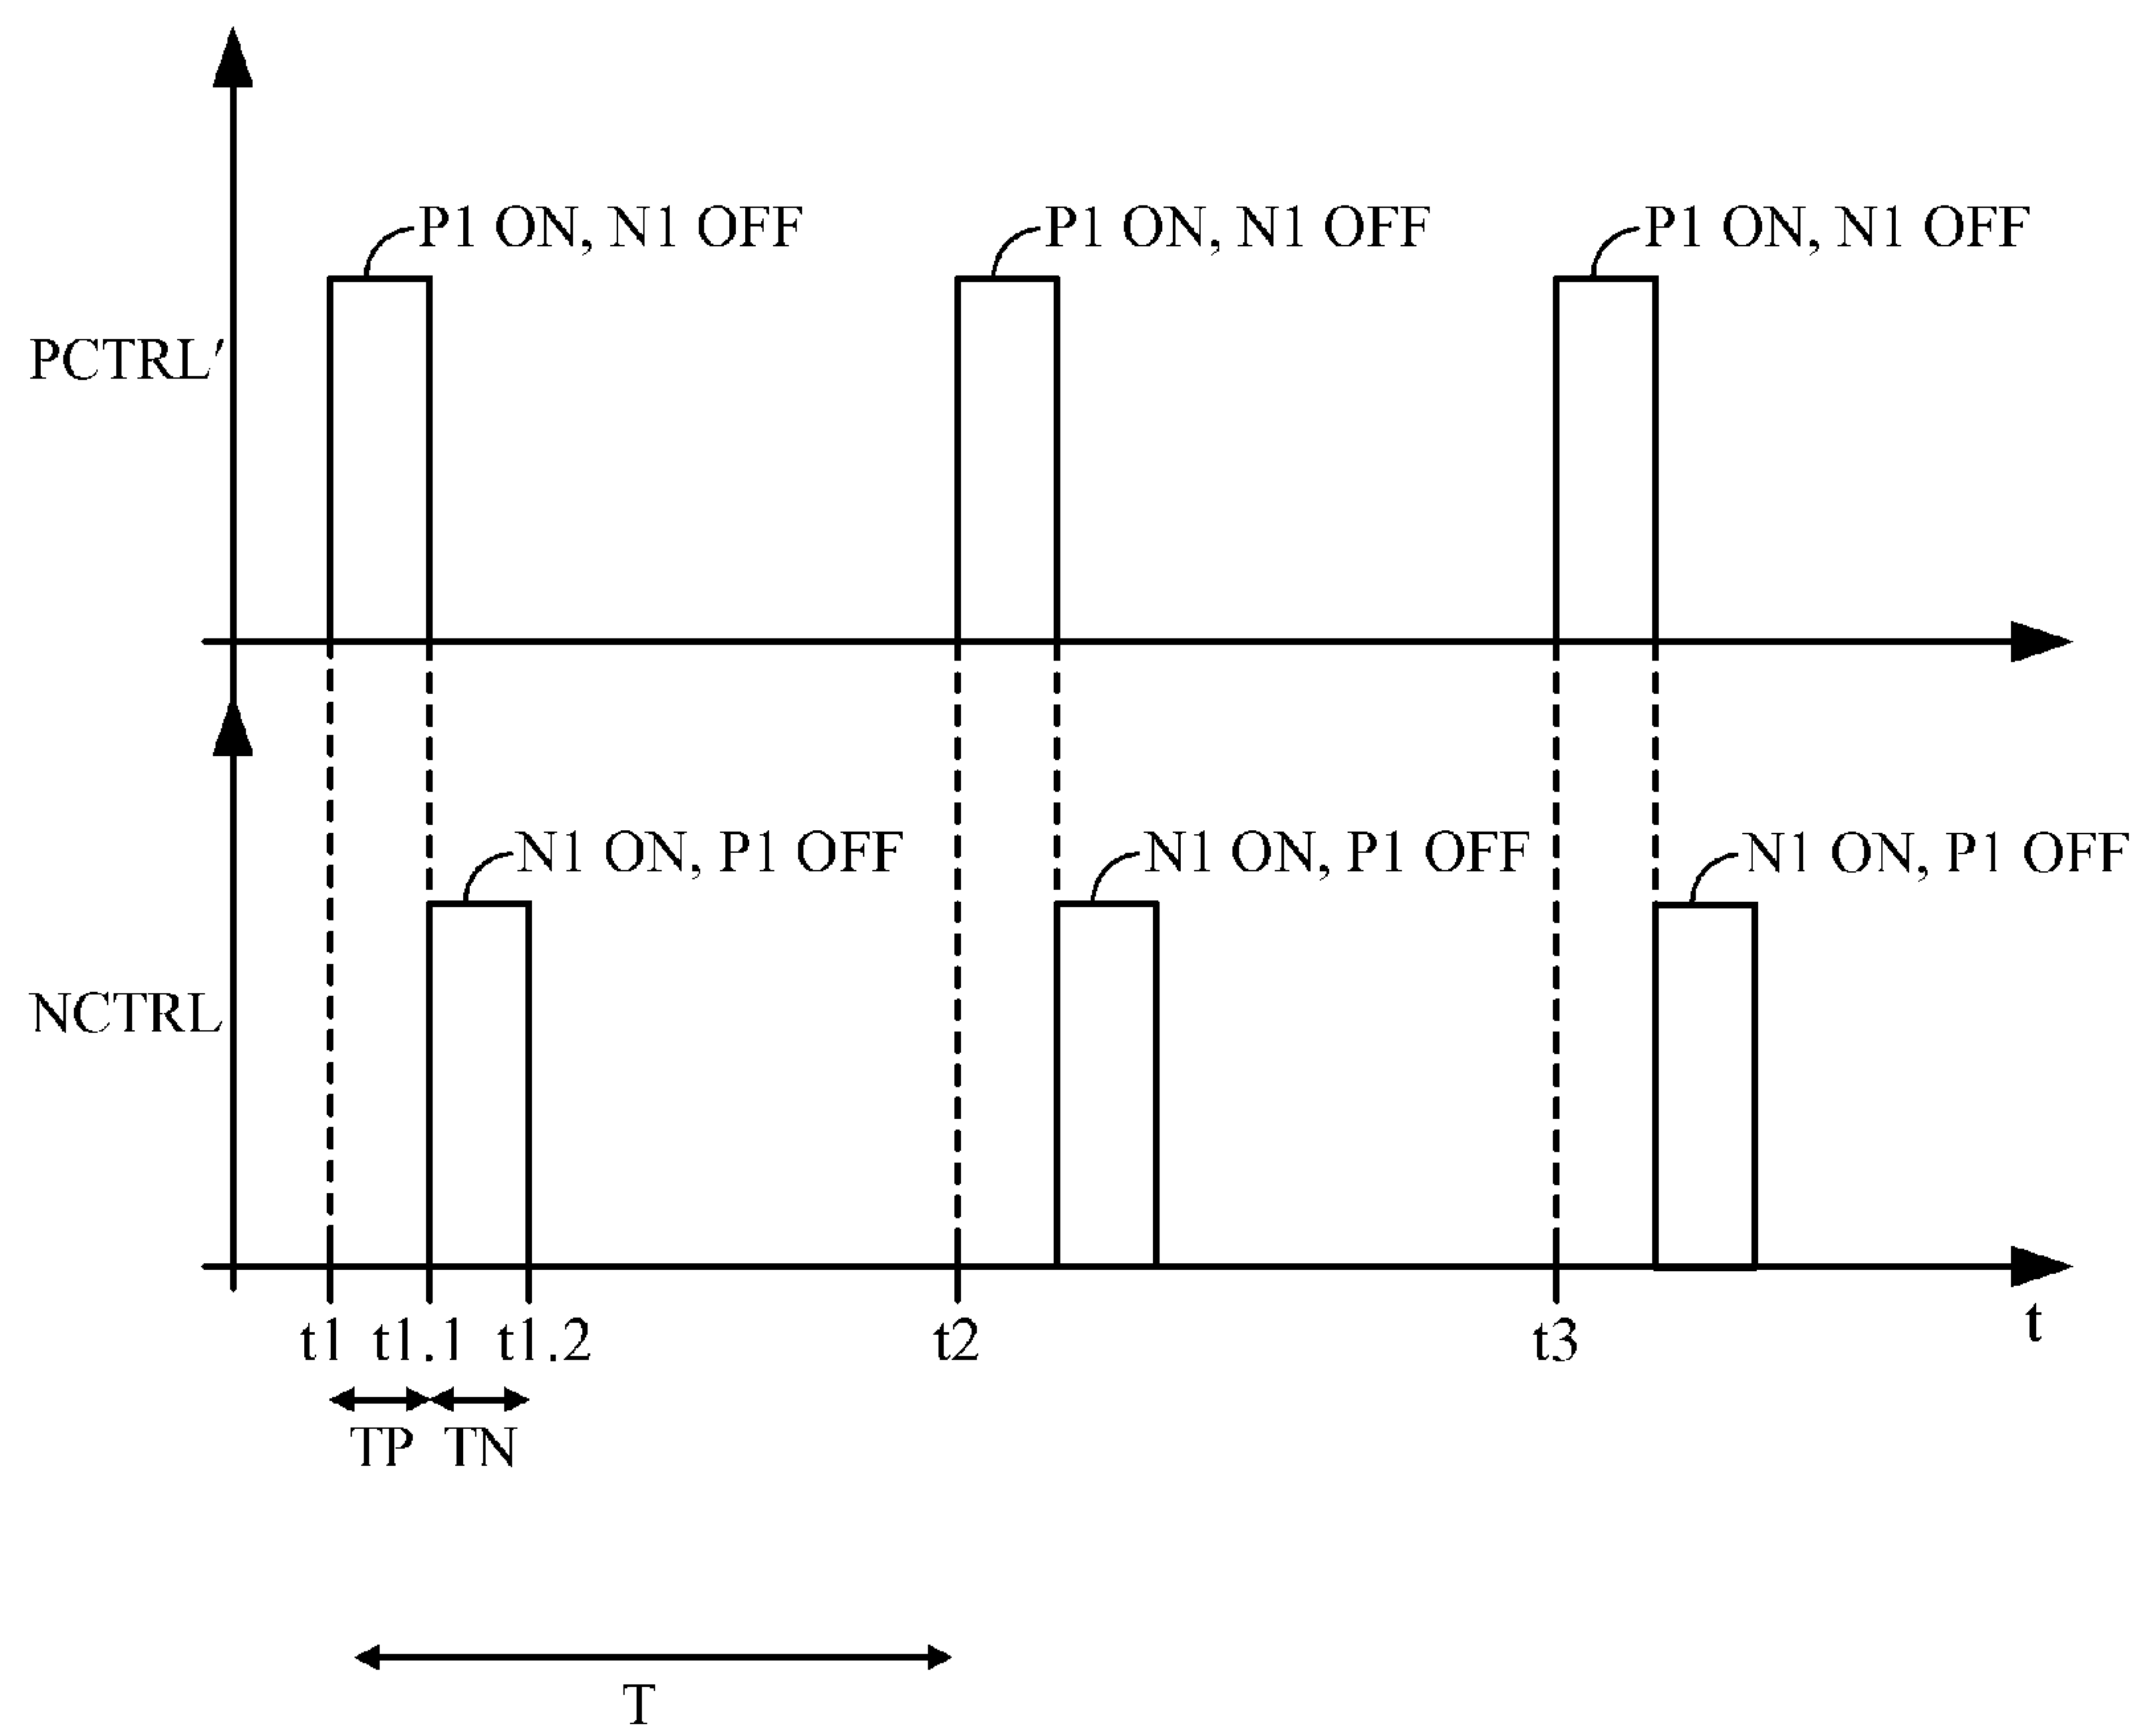 P1 ON, N1 OFF
P1 ON, N1 OFF
P1 ON, N1 OFF
PCTRL′
N1 ON, P1 OFF
N1 ON, P1 OFF
N1 ON, P1 OFF
NCTRL
t1 t1.1 t1.2 t2 t3 t
TP TN
T